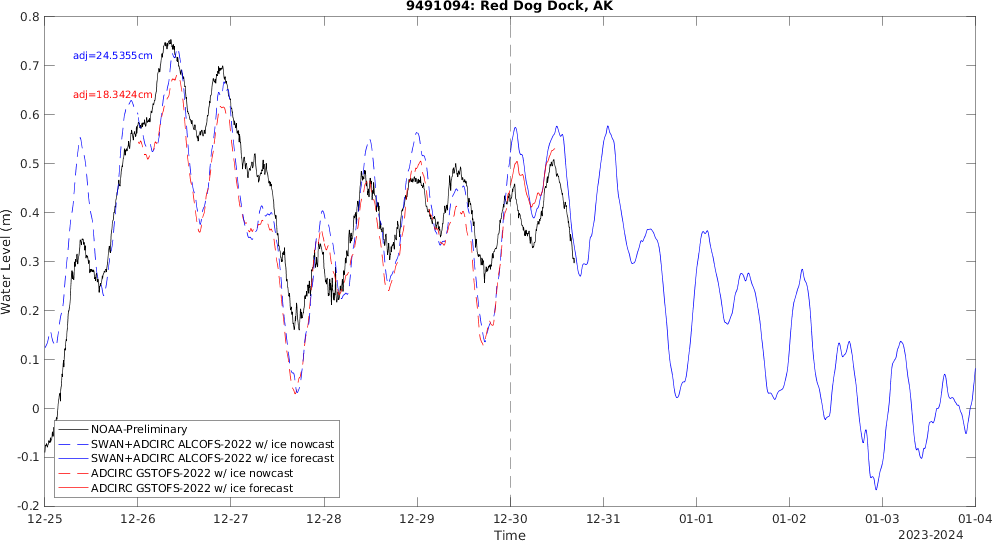 9491094: Red Dog Dock, AK
0.8
0.7
0.6
0.5
0.4
0.3
0.2
0.1
0
-0.1
-0.2
Water Level (m)
adj=24.5355cm
adj=18.3424cm
NOAA-Preliminary
SWAN+ADCIRC ALCOFS-2022 w/ ice nowcast
SWAN+ADCIRC ALCOFS-2022 w/ ice forecast
ADCIRC GSTOFS-2022 w/ ice nowcast
ADCIRC GSTOFS-2022 w/ ice forecast
12-25 12-26 12-27 12-28 12-29 12-30 12-31 01-01 01-02 01-03 01-04
Time
2023-2024